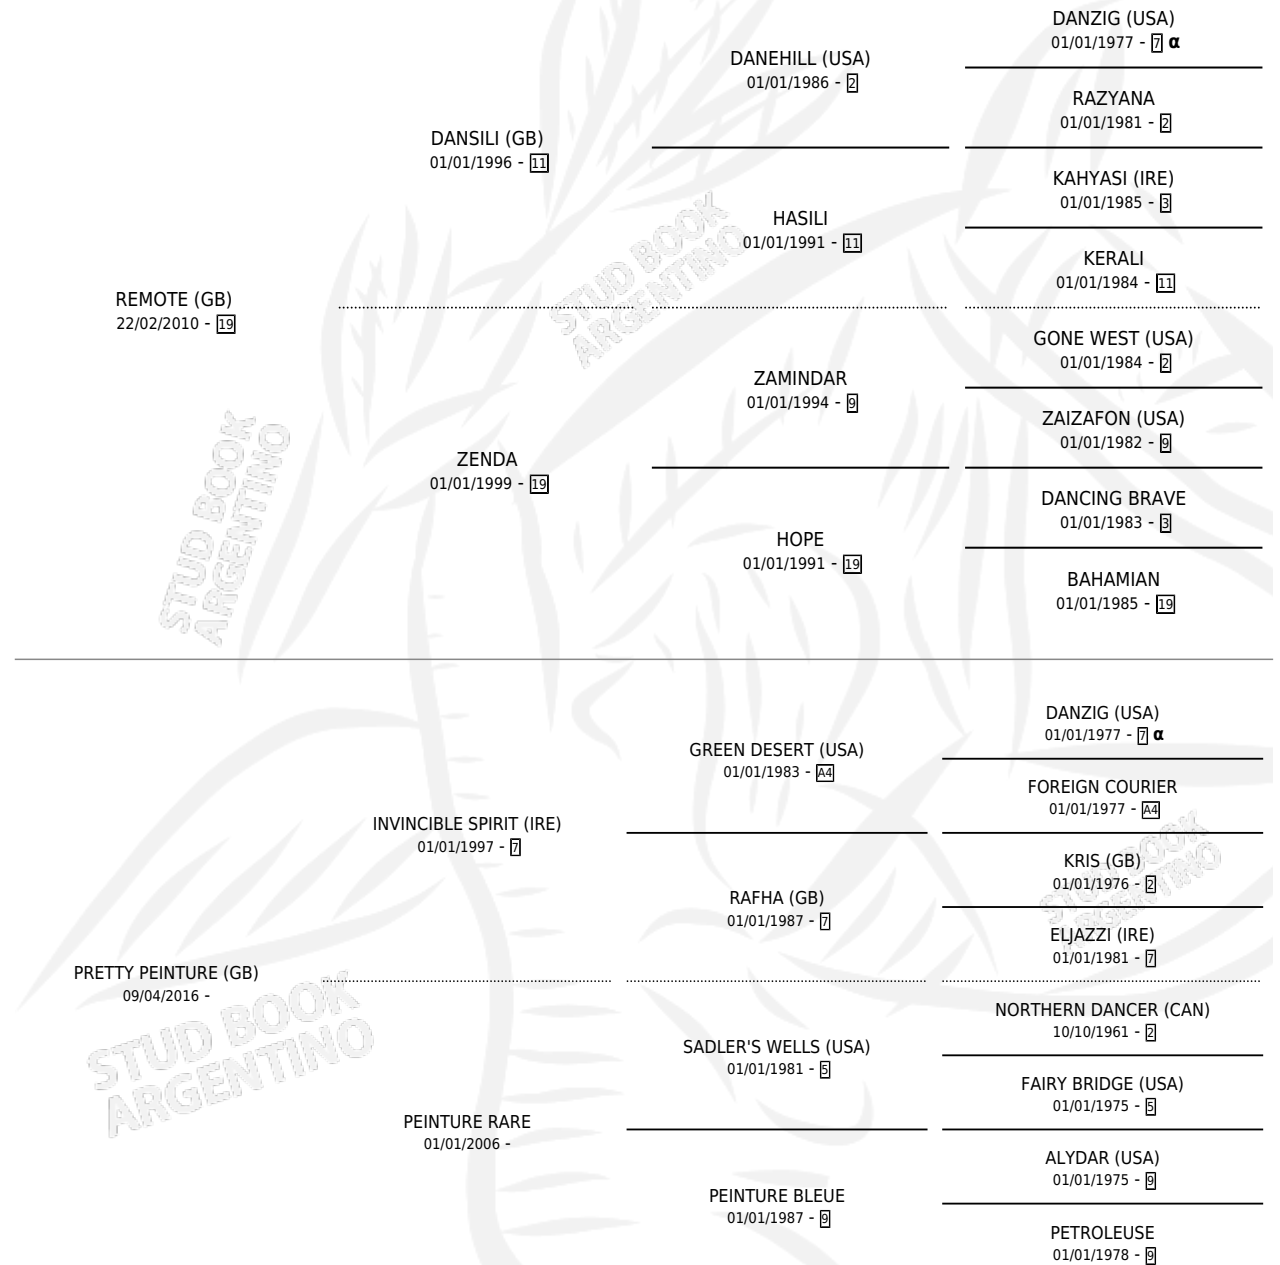 DANZIG (USA)
01/01/1977 - 7 α
DANEHILL (USA)
01/01/1986 - 2
RAZYANA
01/01/1981 - 2
DANSILI (GB)
01/01/1996 - 11
KAHYASI (IRE)
01/01/1985 - 3
HASILI
01/01/1991 - 11
KERALI
01/01/1984 - 11
REMOTE (GB)
22/02/2010 - 19
GONE WEST (USA)
01/01/1984 - 2
ZAMINDAR
01/01/1994 - 9
ZAIZAFON (USA)
01/01/1982 - 9
ZENDA
01/01/1999 - 19
DANCING BRAVE
01/01/1983 - 3
HOPE
01/01/1991 - 19
BAHAMIAN
01/01/1985 - 19
STUD BOOK
ARGENTINO
STUD BOOK
ARGENTINO
DANZIG (USA)
01/01/1977 - 7 α
GREEN DESERT (USA)
01/01/1983 - A4
FOREIGN COURIER
01/01/1977 - A4
INVINCIBLE SPIRIT (IRE)
01/01/1997 - 7
KRIS (GB)
01/01/1976 - 2
RAFHA (GB)
01/01/1987 - 7
ELJAZZI (IRE)
01/01/1981 - 7
PRETTY PEINTURE (GB)
09/04/2016 -
NORTHERN DANCER (CAN)
10/10/1961 - 2
SADLER'S WELLS (USA)
01/01/1981 - 5
FAIRY BRIDGE (USA)
01/01/1975 - 5
PEINTURE RARE
01/01/2006 -
ALYDAR (USA)
01/01/1975 - 9
PEINTURE BLEUE
01/01/1987 - 9
PETROLEUSE
01/01/1978 - 9
STUD BOOK
ARGENTINO
STUD BOOK
ARGENTINO